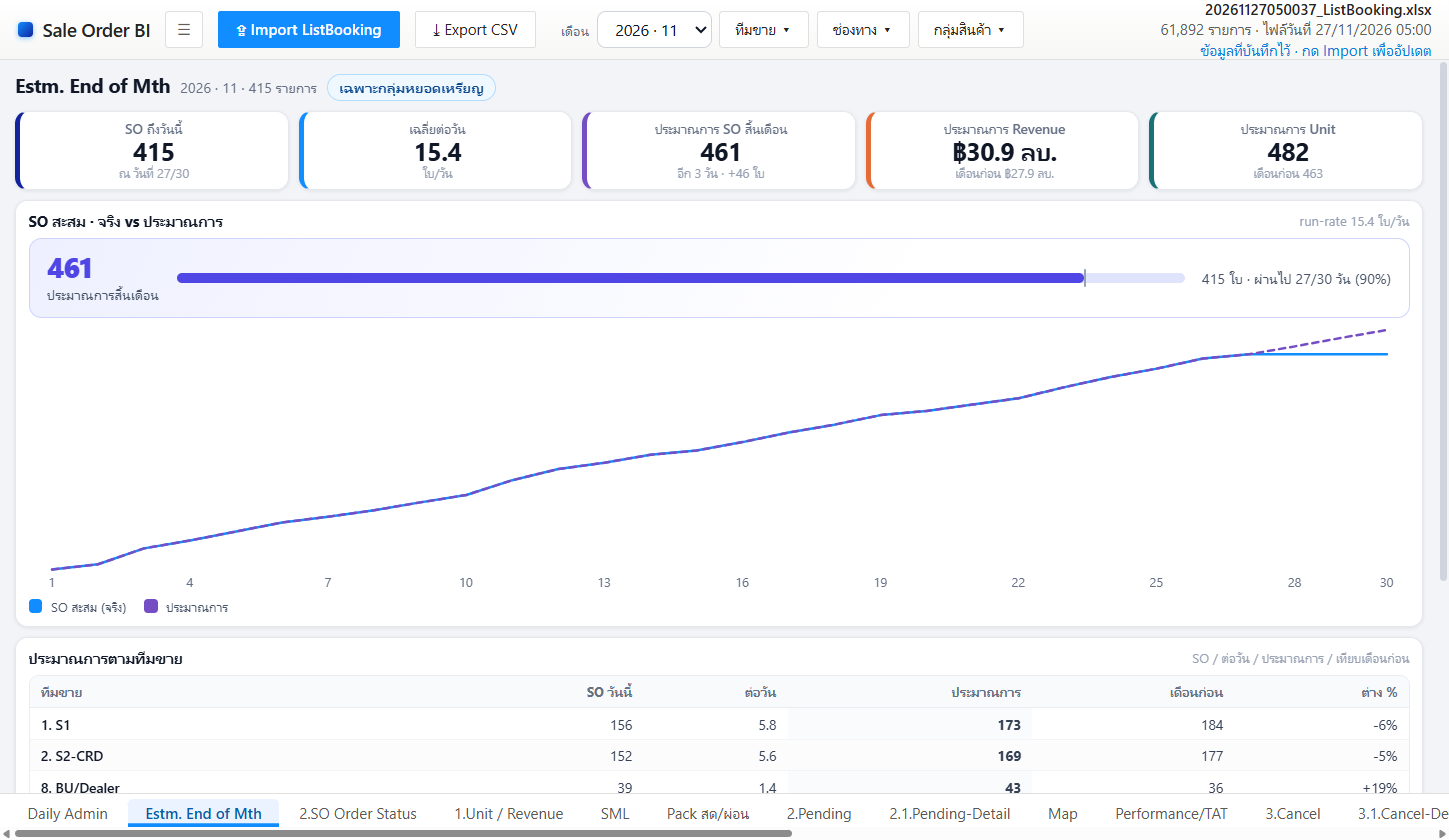 Sale Order BI
☰
⇪ Import ListBooking
⤓ Export CSV
เดือน
2026 · 11
ทีมขาย ▾
ช่องทาง ▾
กลุ่มสินค้า ▾
20261127050037_ListBooking.xlsx
61,892 รายการ · ไฟล์วันที่ 27/11/2026 05:00
ข้อมูลที่บันทึกไว้ · กด Import เพื่ออัปเดต
Estm. End of Mth 2026 · 11 · 415 รายการ เฉพาะกลุ่มหยอดเหรียญ
SO ถึงวันนี้
415
ณ วันที่ 27/30
เฉลี่ยต่อวัน
15.4
ใบ/วัน
ประมาณการ SO สิ้นเดือน
461
อีก 3 วัน · +46 ใบ
ประมาณการ Revenue
฿30.9 ลบ.
เดือนก่อน ฿27.9 ลบ.
ประมาณการ Unit
482
เดือนก่อน 463
SO สะสม · จริง vs ประมาณการ
run-rate 15.4 ใบ/วัน
461
ประมาณการสิ้นเดือน
415 ใบ · ผ่านไป 27/30 วัน (90%)
1 4 7 10 13 16 19 22 25 28 30
SO สะสม (จริง) ประมาณการ
ประมาณการตามทีมขาย
SO / ต่อวัน / ประมาณการ / เทียบเดือนก่อน
ทีมขาย SO วันนี้ ต่อวัน ประมาณการ เดือนก่อน ต่าง %
1. S1 156 5.8 173 184 -6%
2. S2-CRD 152 5.6 169 177 -5%
8. BU/Dealer 39 1.4 43 36 +19%
Daily Admin Estm. End of Mth 2.SO Order Status 1.Unit / Revenue SML Pack สด/ผ่อน 2.Pending 2.1.Pending-Detail Map Performance/TAT 3.Cancel 3.1.Cancel-De